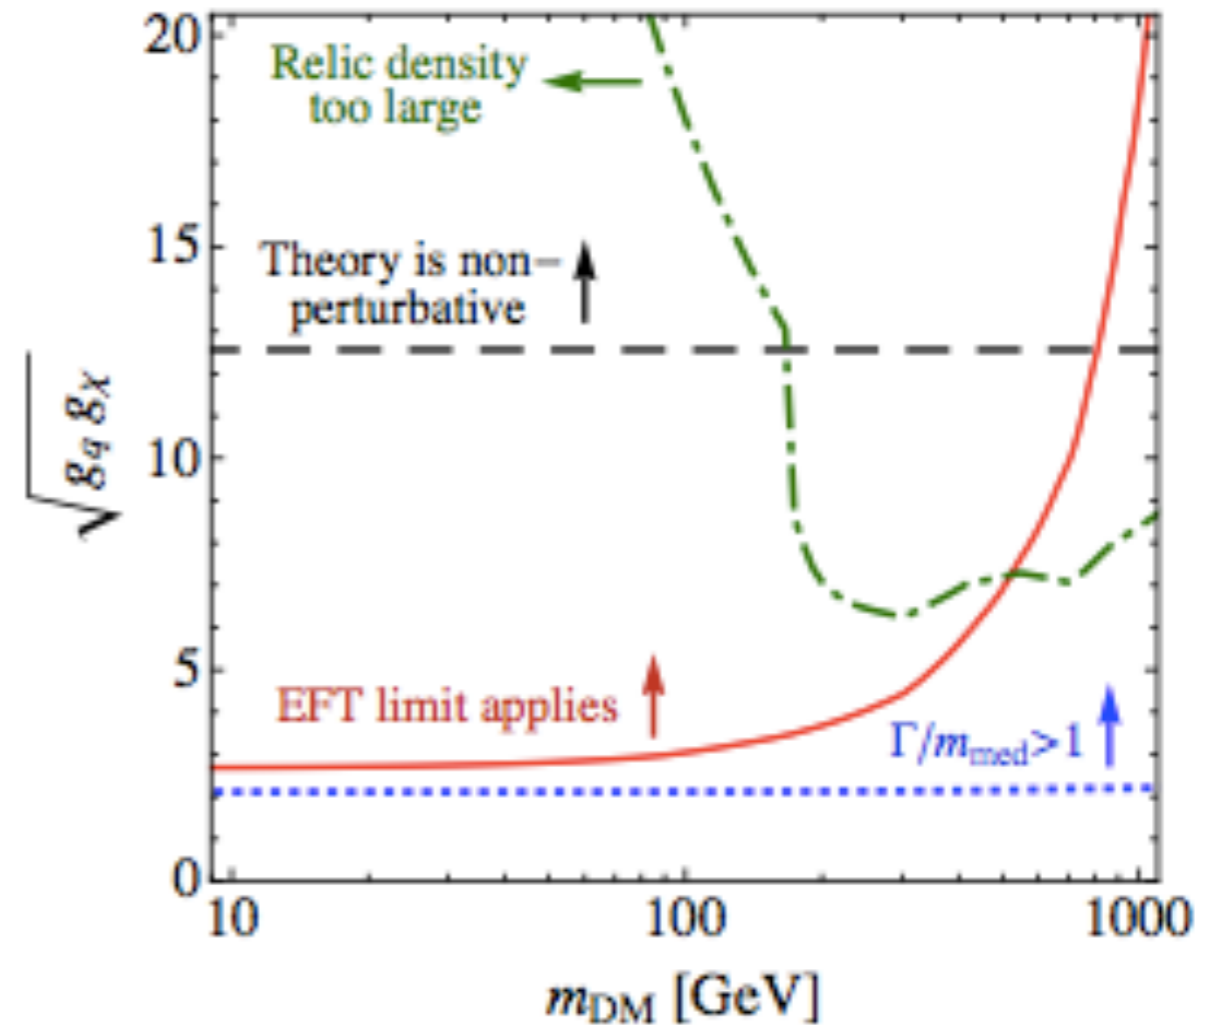 20
Relic density
too large
15
Theory is non-
perturbative
√g_q g_χ
10
5
EFT limit applies
Γ/m_med>1
0
10 100 1000
m_DM [GeV]